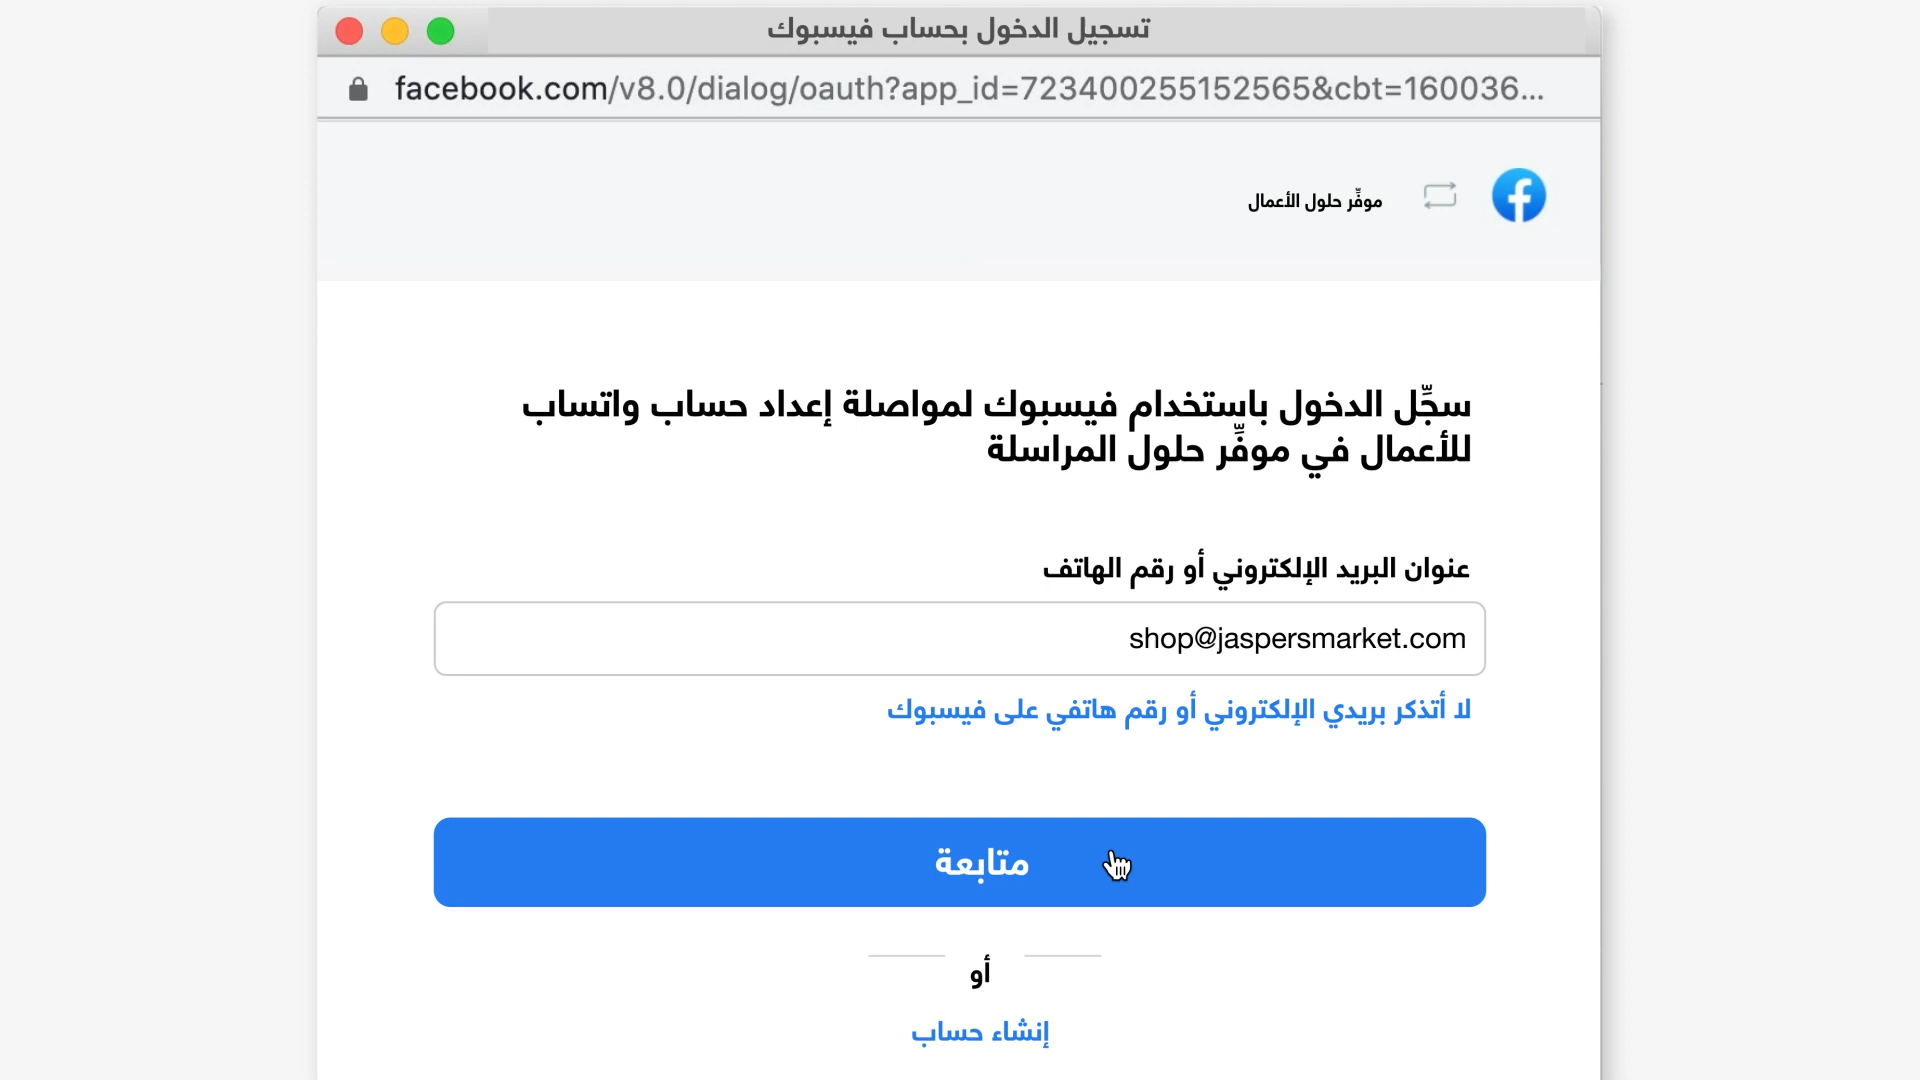 تسجيل الدخول بحساب فيسبوك
facebook.com/v8.0/dialog/oauth?app_id=723400255152565&cbt=160036...
موفِّر حلول الأعمال
سجِّل الدخول باستخدام فيسبوك لمواصلة إعداد حساب واتساب
للأعمال في موفِّر حلول المراسلة
عنوان البريد الإلكتروني أو رقم الهاتف
shop@jaspersmarket.com
لا أتذكر بريدي الإلكتروني أو رقم هاتفي على فيسبوك
متابعة
أو
إنشاء حساب